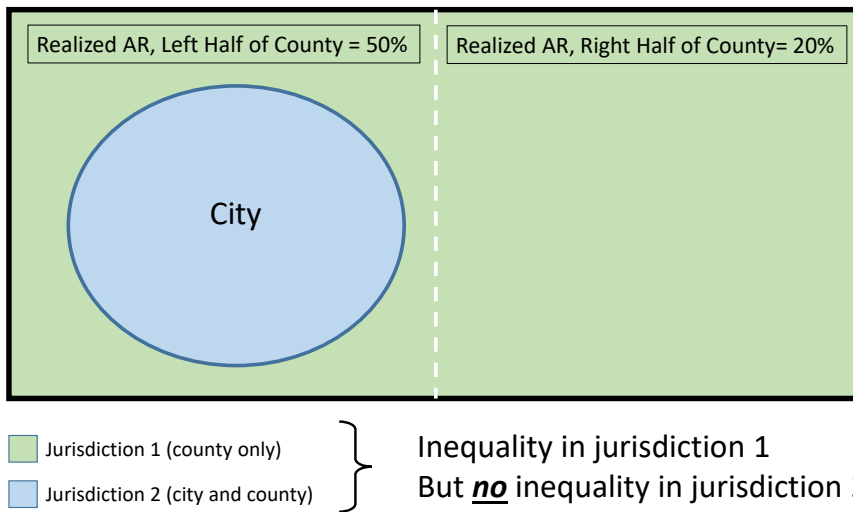 Realized AR, Left Half of County = 50%
Realized AR, Right Half of County= 20%
City
Jurisdiction 1 (county only)
Jurisdiction 2 (city and county)
Inequality in jurisdiction 1
But no inequality in jurisdiction